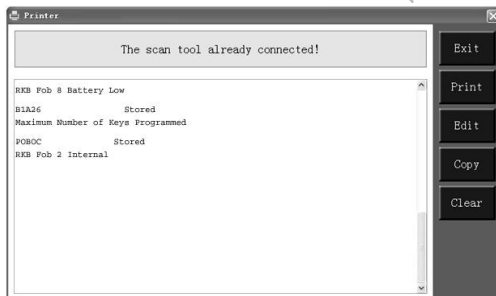 Printer
The scan tool already connected!
RKB Fob 8 Battery Low
B1A26 Stored
Maximum Number of Keys Programmed
POBOC Stored
RKB Fob 2 Internal
Exit
Print
Edit
Copy
Clear